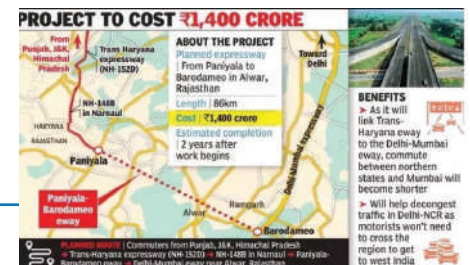 PROJECT TO COST ₹1,400 CRORE
From
Punjab, J&K,
Himachal
Pradesh
Trans Haryana
expressway
(NH-152D)
NH-148B
in Narnaul
HARYANA
RAJASTHAN
Paniyala
Paniyala-
Barodameo
eway
ABOUT THE PROJECT
Planned expressway
| From Paniyala to
Barodameo in Alwar,
Rajasthan
Length | 86km
Cost | ₹1,400 crore
Estimated completion
| 2 years after
work begins
Toward
Delhi
Delhi-Mumbai expressway
Alwar
Ramgarh
Barodameo
PLANNED ROUTE | Commuters from Punjab, J&K, Himachal Pradesh
Trans-Haryana expressway (NH-152D) NH-148B in Narnaul Paniyala-
Barodameo eway Delhi-Mumbai eway near Alwar, Rajasthan
BENEFITS
➤ As it will
link Trans-
Haryana eway
to the Delhi-Mumbai
eway, commute
between northern
states and Mumbai will
become shorter
➤ Will help decongest
traffic in Delhi-NCR as
motorists won't need
to cross the
region to get
to west India